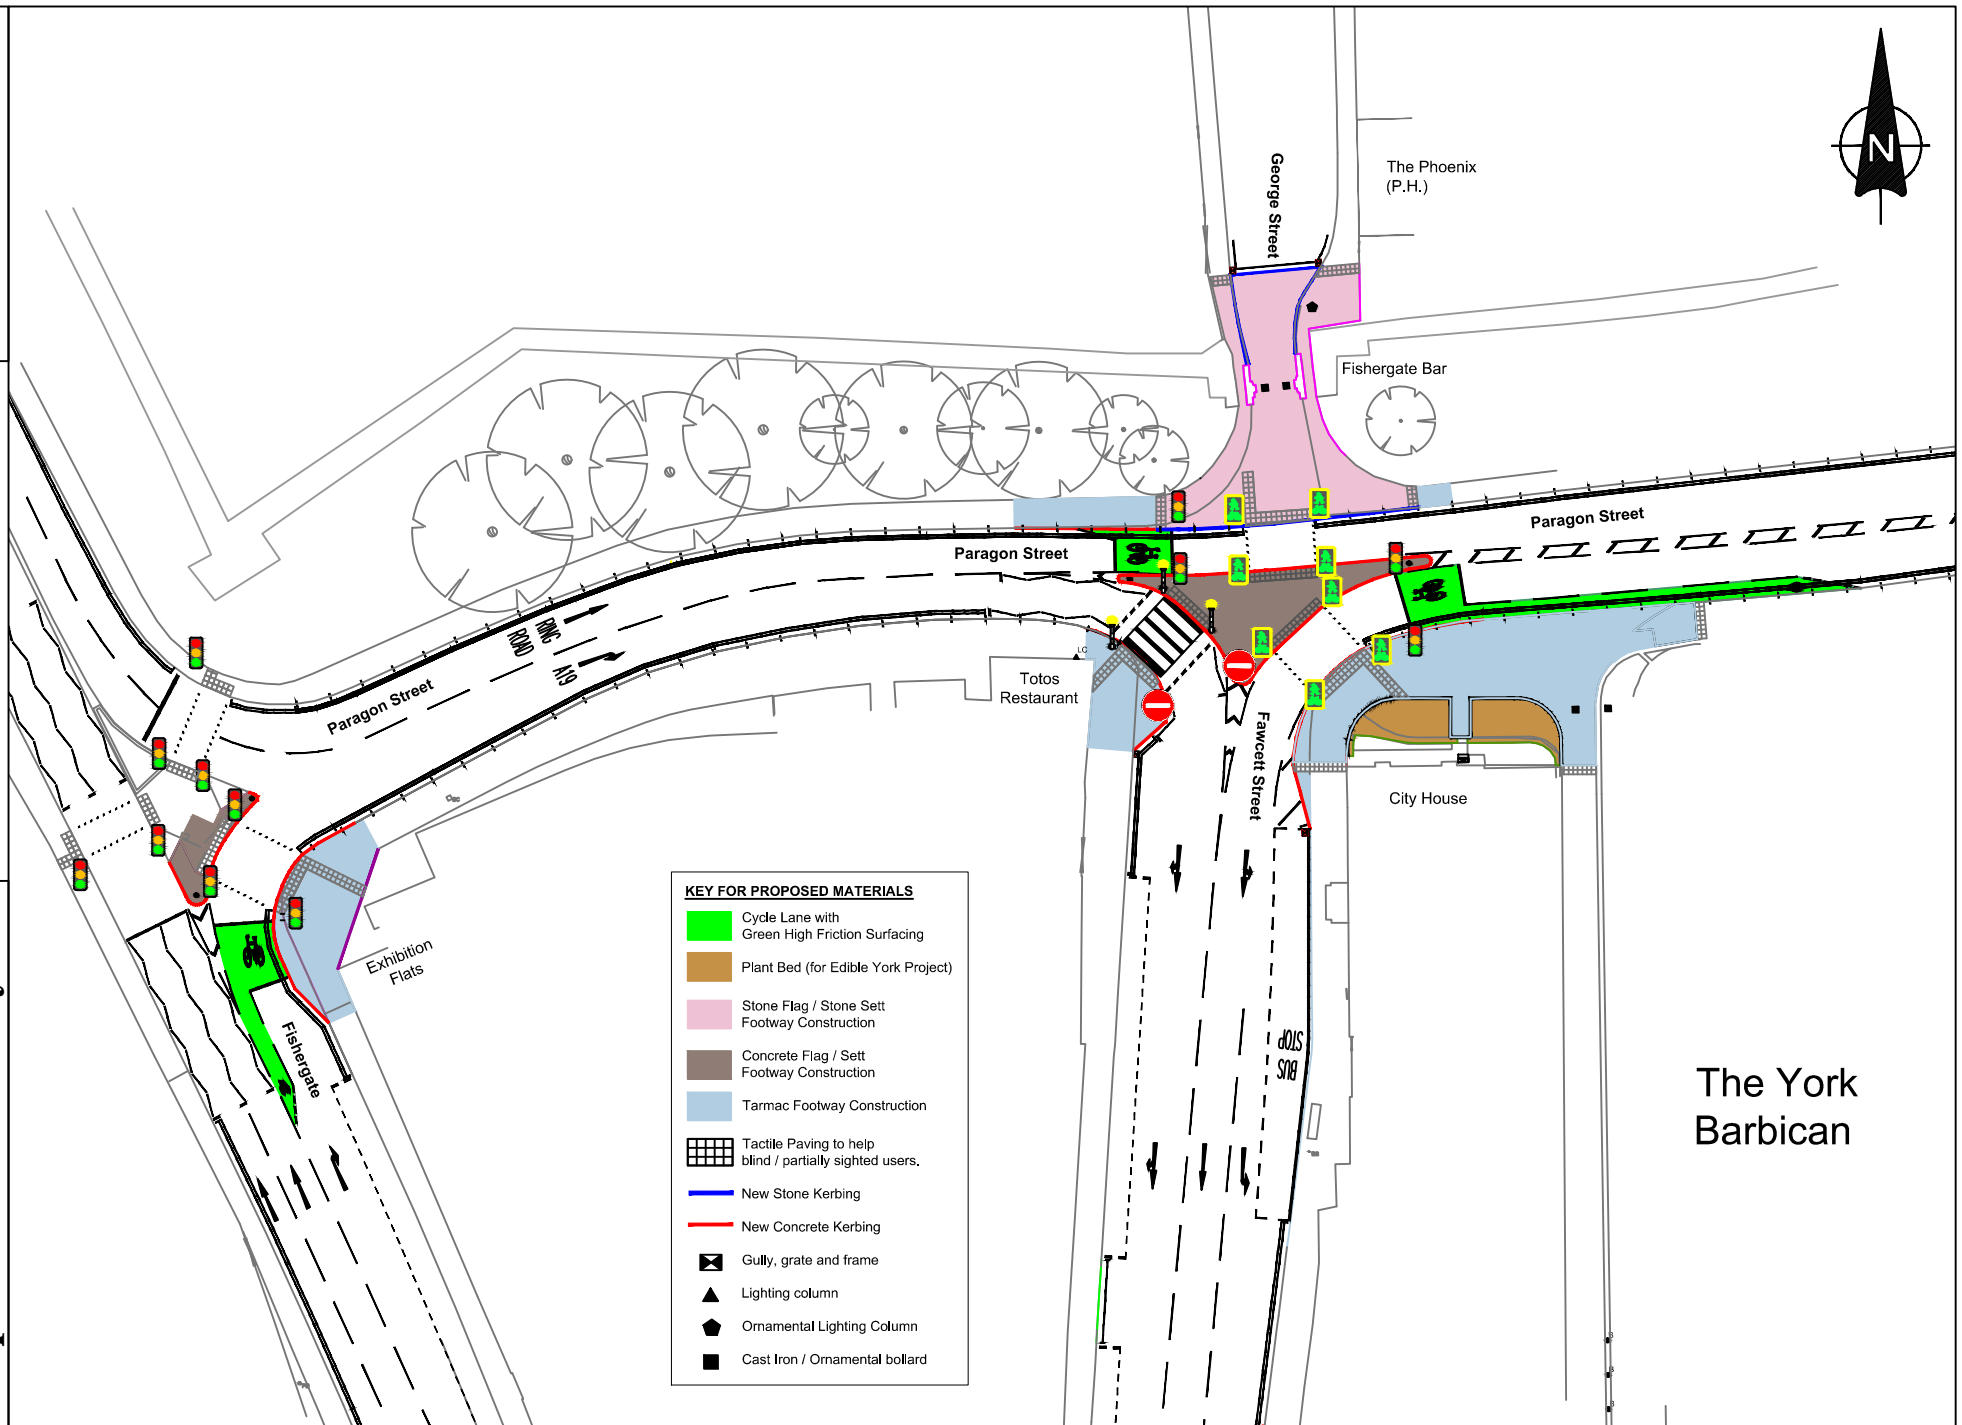 N
George Street
The Phoenix
(P.H.)
Fishergate Bar
Paragon Street
Paragon Street
RING
ROAD
A19
Paragon Street
LC
Totos
Restaurant
Fawcett Street
City House
Exhibition
Flats
Fishergate
BUS
STOP
The York
Barbican
KEY FOR PROPOSED MATERIALS
Cycle Lane with
Green High Friction Surfacing
Plant Bed (for Edible York Project)
Stone Flag / Stone Sett
Footway Construction
Concrete Flag / Sett
Footway Construction
Tarmac Footway Construction
Tactile Paving to help
blind / partially sighted users.
New Stone Kerbing
New Concrete Kerbing
Gully, grate and frame
Lighting column
Ornamental Lighting Column
Cast Iron / Ornamental bollard